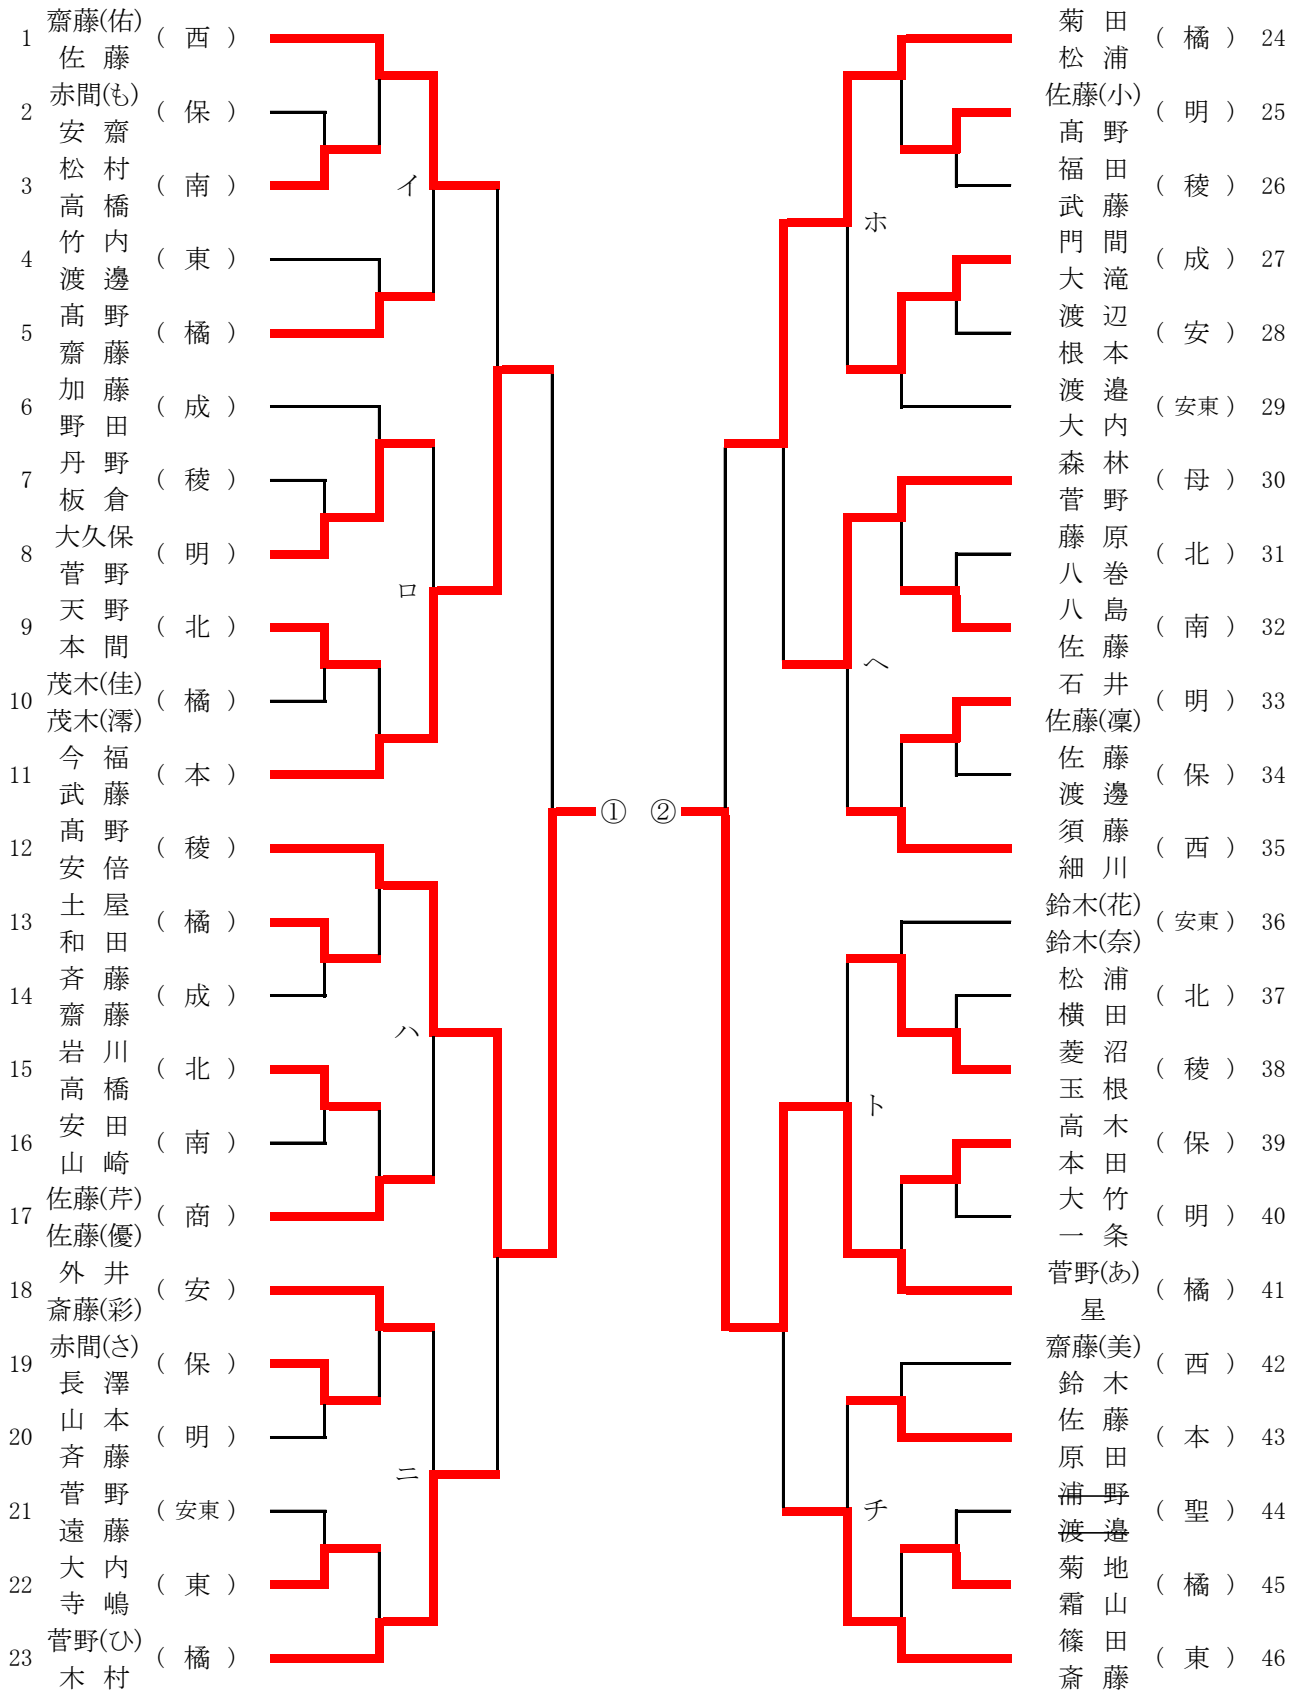 齋藤(佑)
1 ( 西 )
佐 藤
赤間(も)
2 ( 保 )
安 齋
松 村
3 ( 南 )
高 橋
竹 内
4 ( 東 )
渡 邊
髙 野
5 ( 橘 )
齋 藤
加 藤
6 ( 成 )
野 田
丹 野
7 ( 稜 )
板 倉
大久保
8 ( 明 )
菅 野
天 野
9 ( 北 )
本 間
茂木(佳)
10 ( 橘 )
茂木(澪)
今 福
11 ( 本 )
武 藤
髙 野
12 ( 稜 )
安 倍
土 屋
13 ( 橘 )
和 田
斉 藤
14 ( 成 )
齋 藤
岩 川
15 ( 北 )
高 橋
安 田
16 ( 南 )
山 崎
佐藤(芹)
17 ( 商 )
佐藤(優)
外 井
18 ( 安 )
斎藤(彩)
赤間(さ)
19 ( 保 )
長 澤
山 本
20 ( 明 )
斉 藤
菅 野
21 ( 安東 )
遠 藤
大 内
22 ( 東 )
寺 嶋
菅野(ひ)
23 ( 橘 )
木 村
イ
ロ
ハ
ニ
① ②
ホ
ヘ
ト
チ
菊 田
( 橘 ) 24
松 浦
佐藤(小)
( 明 ) 25
髙 野
福 田
( 稜 ) 26
武 藤
門 間
( 成 ) 27
大 滝
渡 辺
( 安 ) 28
根 本
渡 邉
( 安東 ) 29
大 内
森 林
( 母 ) 30
菅 野
藤 原
( 北 ) 31
八 巻
八 島
( 南 ) 32
佐 藤
石 井
( 明 ) 33
佐藤(凛)
佐 藤
( 保 ) 34
渡 邊
須 藤
( 西 ) 35
細 川
鈴木(花)
( 安東 ) 36
鈴木(奈)
松 浦
( 北 ) 37
横 田
菱 沼
( 稜 ) 38
玉 根
高 木
( 保 ) 39
本 田
大 竹
( 明 ) 40
一 条
菅野(あ)
( 橘 ) 41
星
齋藤(美)
( 西 ) 42
鈴 木
佐 藤
( 本 ) 43
原 田
浦 野
( 聖 ) 44
渡 邉
菊 地
( 橘 ) 45
霜 山
篠 田
( 東 ) 46
斎 藤